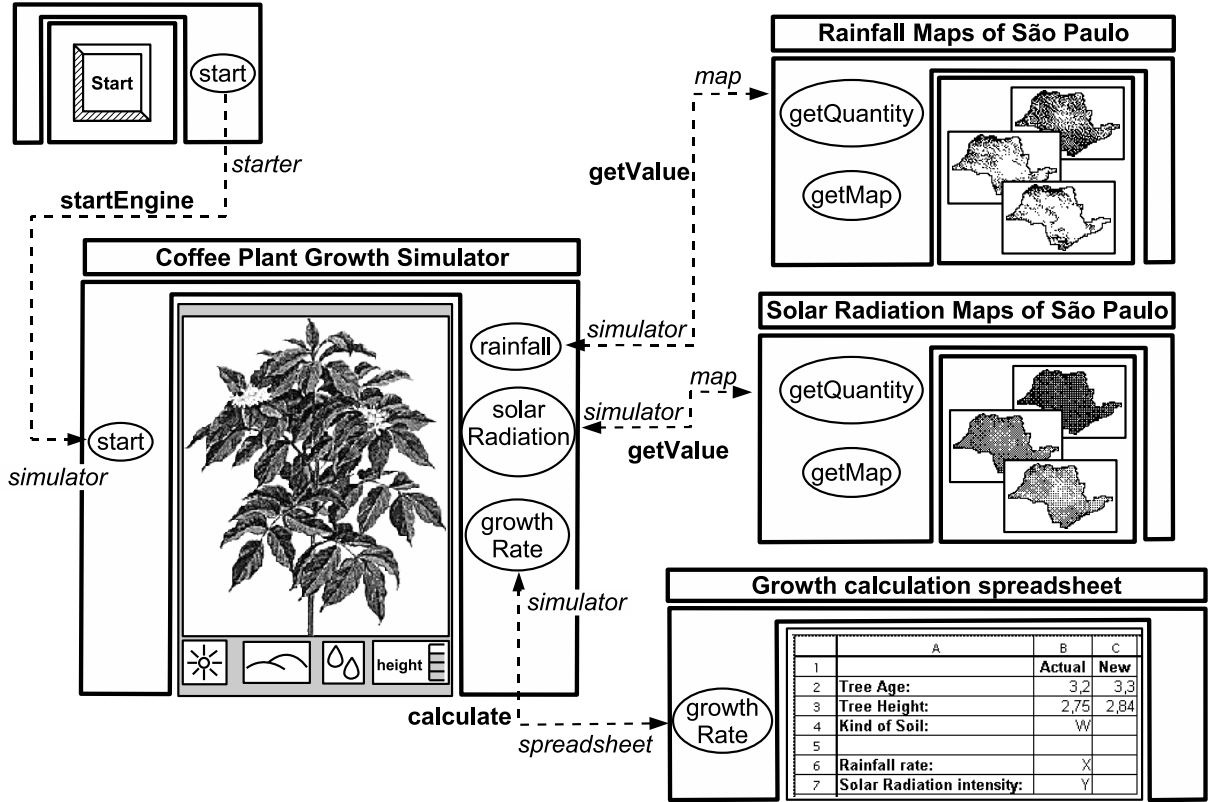 Start
start
starter
startEngine
simulator
Coffee Plant Growth Simulator
start
rainfall
solar
Radiation
growth
Rate
height
simulator
getValue
map
Rainfall Maps of São Paulo
getQuantity
getMap
simulator
getValue
map
Solar Radiation Maps of São Paulo
getQuantity
getMap
simulator
calculate
spreadsheet
Growth calculation spreadsheet
growth
Rate
A B C
1 Actual New
2 Tree Age: 3,2 3,3
3 Tree Height: 2,75 2,84
4 Kind of Soil: W
5
6 Rainfall rate: X
7 Solar Radiation intensity: Y